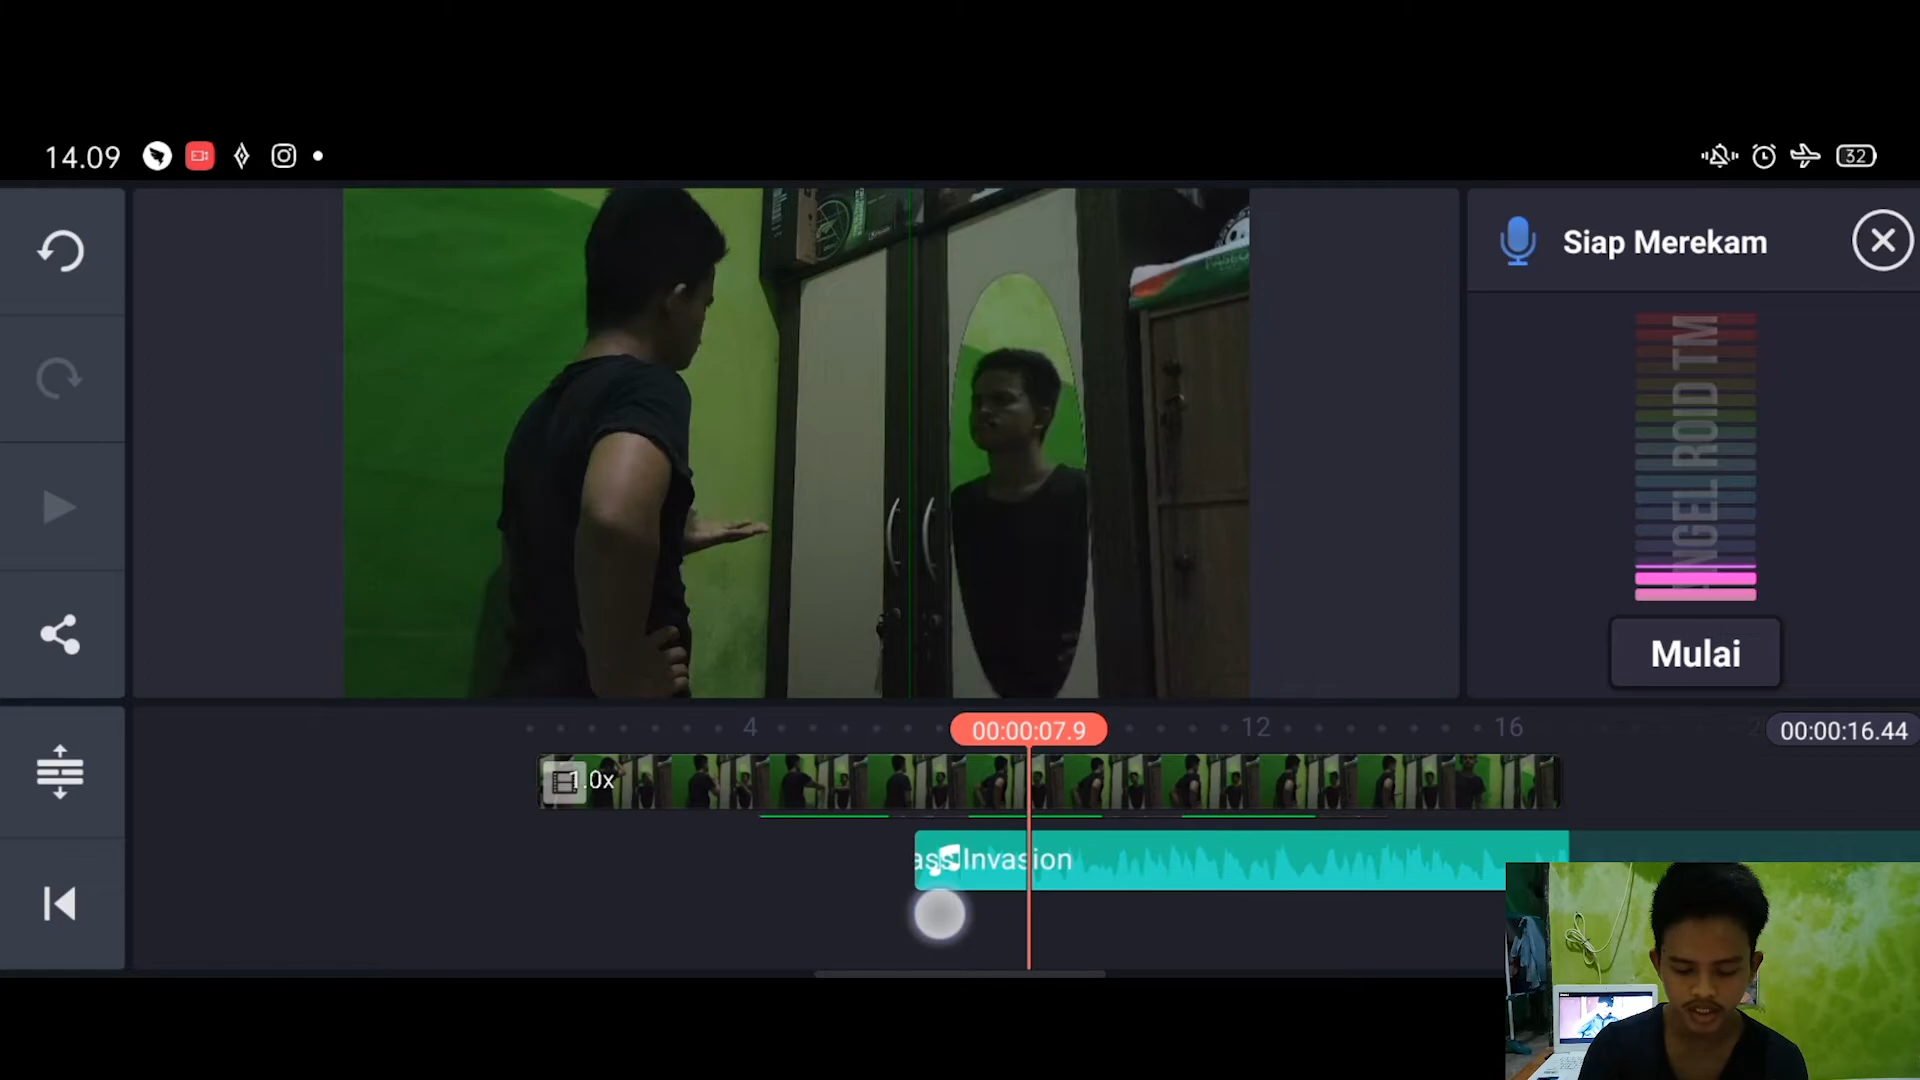 14.09
32
Siap Merekam
NGEL ROID TM
Mulai
4
00:00:07.9
12
16
00:00:16.44
1.0x
ass Invasion